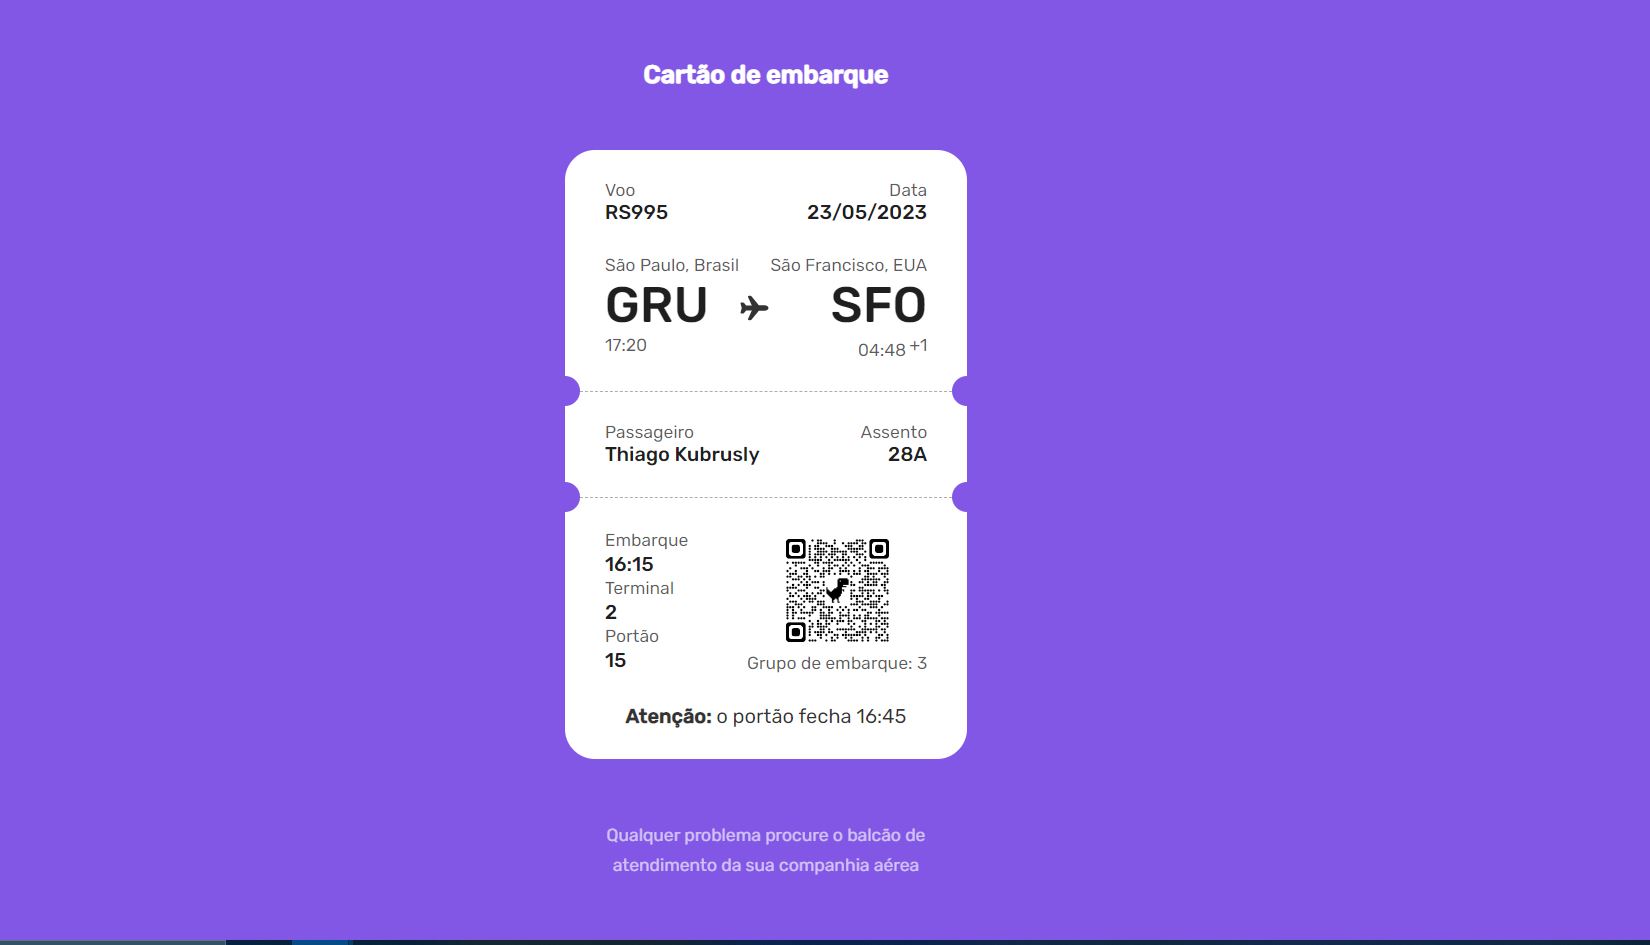 Cartão de embarque
Voo Data
RS995 23/05/2023
São Paulo, Brasil São Francisco, EUA
GRU SFO
17:20 04:48 +1
Passageiro Assento
Thiago Kubrusly 28A
Embarque
16:15
Terminal
2
Portão
15
Grupo de embarque: 3
Atenção: o portão fecha 16:45
Qualquer problema procure o balcão de
atendimento da sua companhia aérea